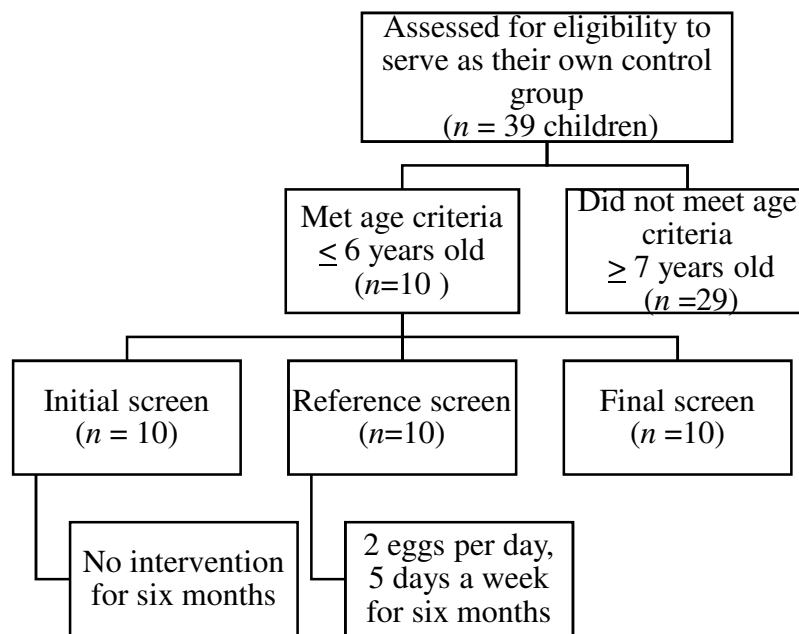 Assessed for eligibility to
serve as their own control
group
(n = 39 children)
Met age criteria
≤ 6 years old
(n=10 )
Did not meet age
criteria
≥ 7 years old
(n =29)
Initial screen
(n = 10)
Reference screen
(n=10)
Final screen
(n =10)
No intervention
for six months
2 eggs per day,
5 days a week
for six months